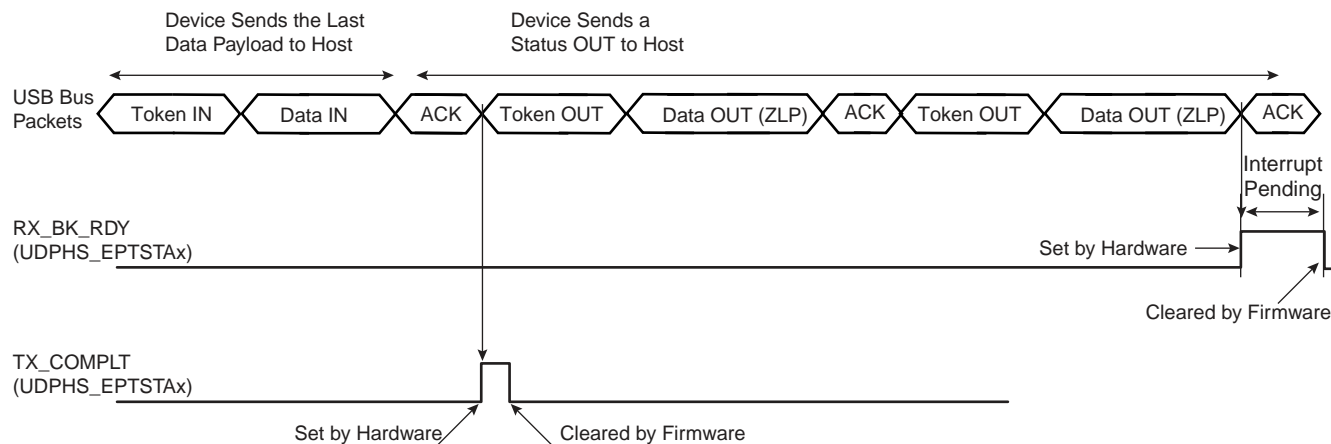 Device Sends the Last
Data Payload to Host
Device Sends a
Status OUT to Host
USB Bus
Packets
Token IN
Data IN
ACK
Token OUT
Data OUT (ZLP)
ACK
Token OUT
Data OUT (ZLP)
ACK
Interrupt
Pending
RX_BK_RDY
(UDPHS_EPTSTAx)
Set by Hardware
Cleared by Firmware
TX_COMPLT
(UDPHS_EPTSTAx)
Set by Hardware
Cleared by Firmware